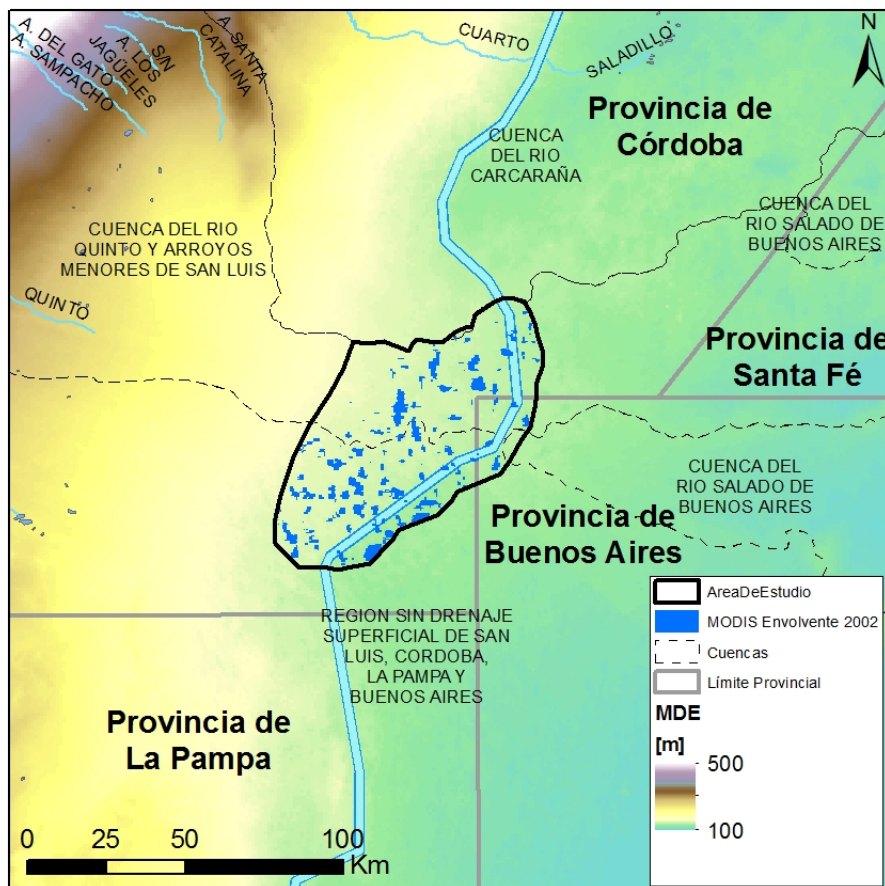 CUARTO
SALADILLO
N
A. DEL GATO
A. SAMPACHO
A. LOS
JAGÜELES
SIN
A. SANTA
CATALINA
Provincia de
Córdoba
CUENCA
DEL RIO
CARCARAÑA
CUENCA DEL
RIO SALADO DE
BUENOS AIRES
CUENCA DEL RIO
QUINTO Y ARROYOS
MENORES DE SAN LUIS
QUINTO
Provincia de
Santa Fé
CUENCA DEL
RIO SALADO DE
BUENOS AIRES
Provincia de
Buenos Aires
REGION SIN DRENAJE
SUPERFICIAL DE SAN
LUIS, CORDOBA,
LA PAMPA Y
BUENOS AIRES
Provincia de
La Pampa
AreaDeEstudio
MODIS Envolvente 2002
Cuencas
Límite Provincial
MDE
[m]
500
100
0 25 50 100
Km